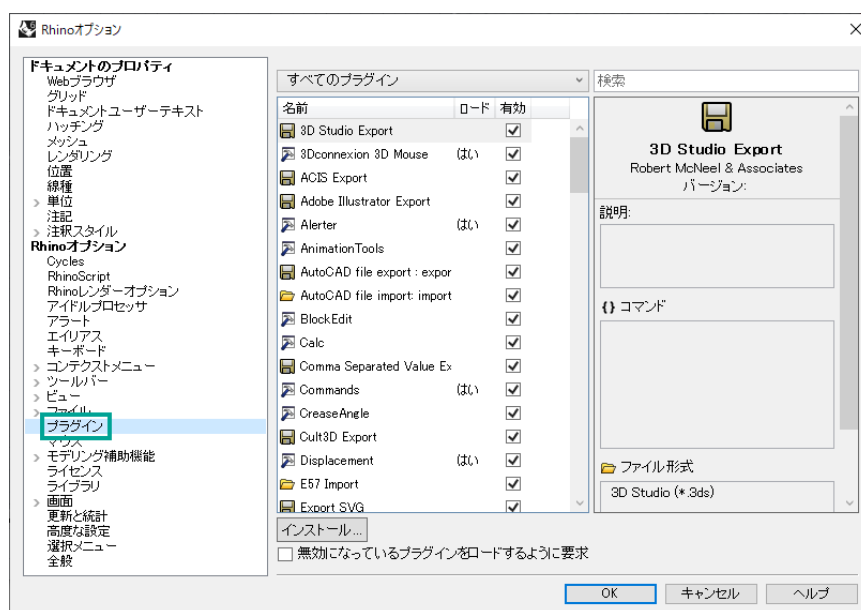 Rhinoオプション
ドキュメントのプロパティ
Webブラウザ
グリッド
ドキュメントユーザーテキスト
ハッチング
メッシュ
レンダリング
位置
線種
単位
注記
注釈スタイル
Rhinoオプション
Cycles
RhinoScript
Rhinoレンダーオプション
アイドルプロセッサ
アラート
エイリアス
キーボード
コンテクストメニュー
ツールバー
ビュー
ファイル
プラグイン
マウス
モデリング補助機能
ライセンス
ライブラリ
画面
更新と統計
高度な設定
選択メニュー
全般
すべてのプラグイン
名前 ロード 有効
3D Studio Export
3Dconnexion 3D Mouse はい
ACIS Export
Adobe Illustrator Export
Alerter はい
AnimationTools
AutoCAD file export : expor
AutoCAD file import: import
BlockEdit
Calc
Comma Separated Value Ex
Commands はい
CreaseAngle
Cult3D Export
Displacement はい
E57 Import
Export SVG
インストール...
無効になっているプラグインをロードするように要求
検索
3D Studio Export
Robert McNeel & Associates
バージョン:
説明:
{} コマンド
ファイル形式
3D Studio (*.3ds)
OK キャンセル ヘルプ